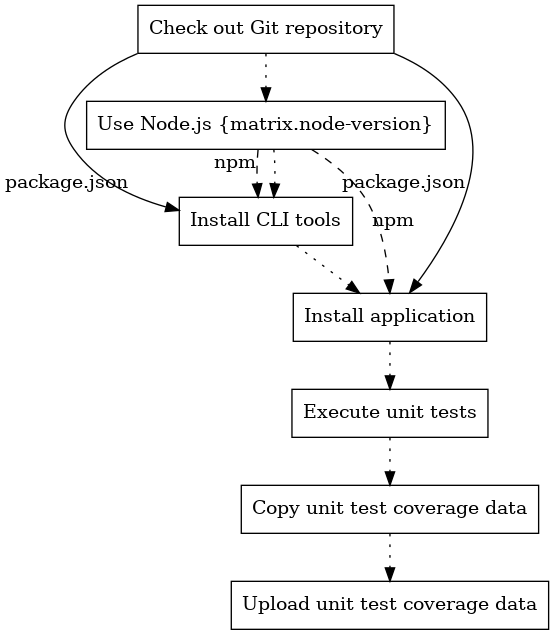 Check out Git repository
Use Node.js {matrix.node-version}
npm
package.json
package.json
Install CLI tools
npm
Install application
Execute unit tests
Copy unit test coverage data
Upload unit test coverage data